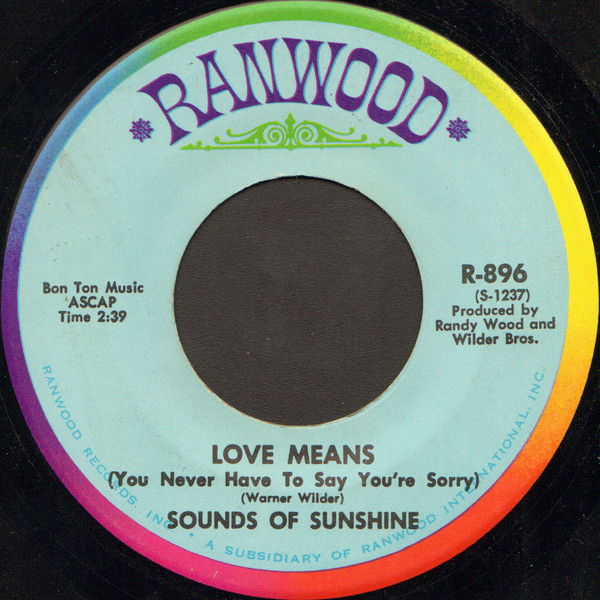 RANWOOD
Bon Ton Music
ASCAP
Time 2:39
R-896
(S-1237)
Produced by
Randy Wood and
Wilder Bros.
LOVE MEANS
(You Never Have To Say You're Sorry)
(Warner Wilder)
SOUNDS OF SUNSHINE
RANWOOD RECORDS, INC. • A SUBSIDIARY OF RANWOOD INTERNATIONAL, INC.